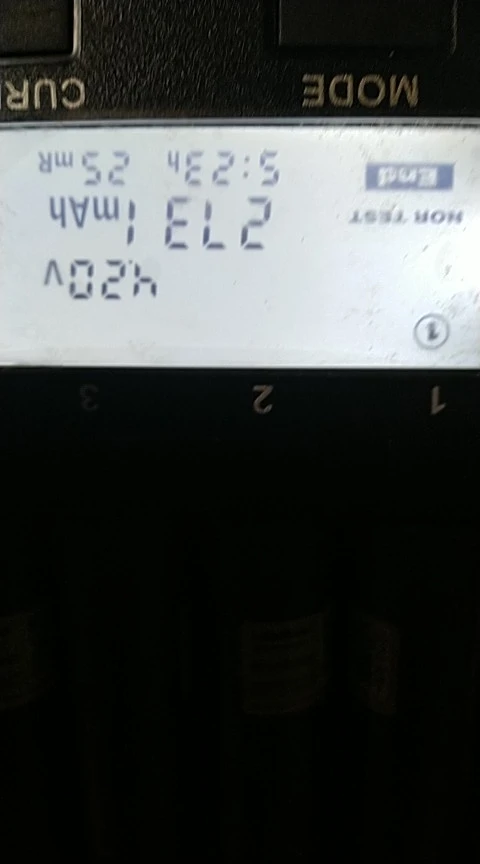 1 2 3
1
4.20V
NOR TEST 2731mAh
End 5:23h 25mR
MODE CUR